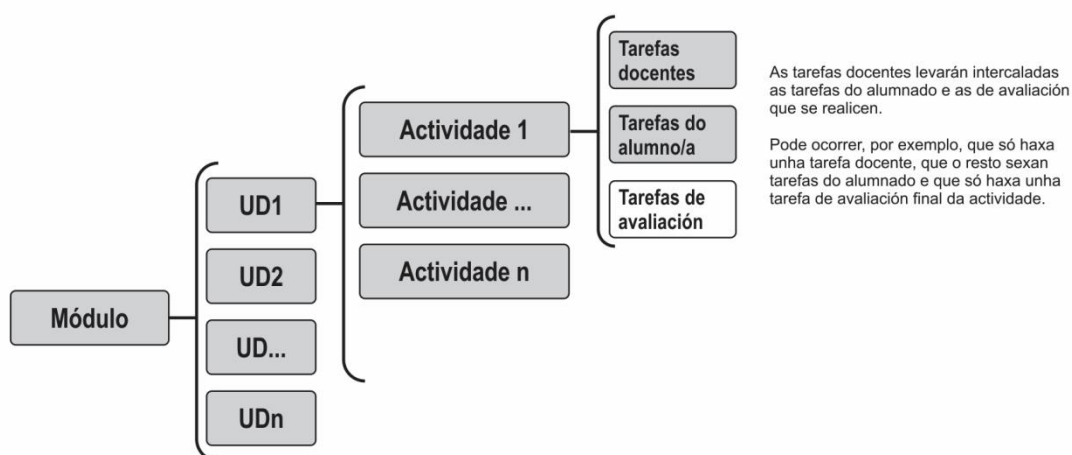 Módulo
UD1
UD2
UD...
UDn
Actividade 1
Actividade ...
Actividade n
Tarefas
docentes
Tarefas do
alumno/a
Tarefas de
avaliación
As tarefas docentes levarán intercaladas
as tarefas do alumnado e as de avaliación
que se realicen.
Pode ocorrer, por exemplo, que só haxa
unha tarefa docente, que o resto sexan
tarefas do alumnado e que só haxa unha
tarefa de avaliación final da actividade.